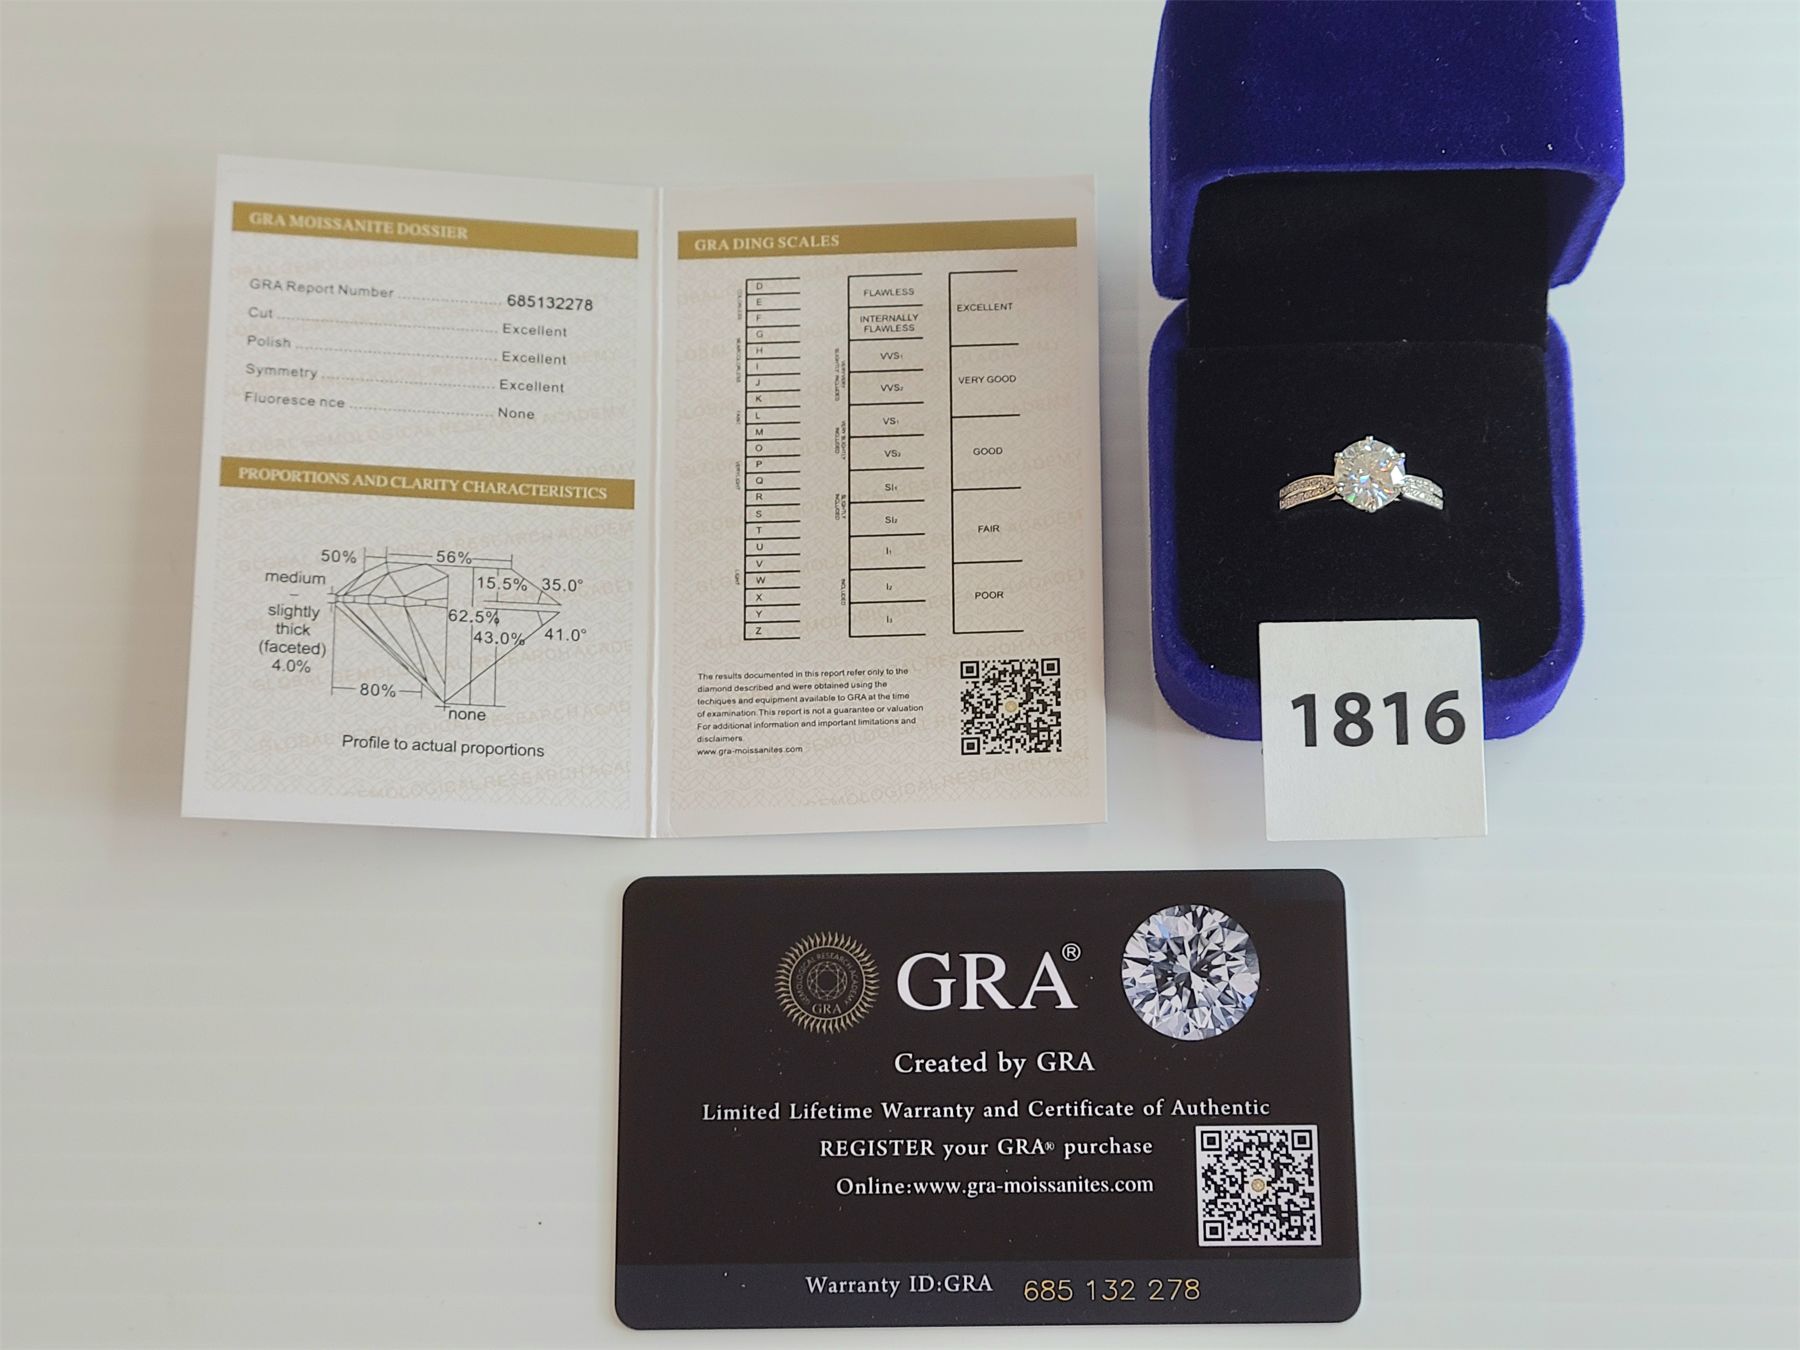 GRA MOISSANITE DOSSIER
GRA Report Number 685132278
Cut Excellent
Polish Excellent
Symmetry Excellent
Fluoresce nce None
PROPORTIONS AND CLARITY CHARACTERISTICS
50% 56%
medium 15.5% 35.0°
–
slightly 62.5%
thick 43.0% 41.0°
(faceted)
4.0%
80%
none
Profile to actual proportions
GRA DING SCALES
D
E
F
G
H
I
J
K
L
M
O
P
Q
R
S
T
U
V
W
X
Y
Z
FLAWLESS
INTERNALLY
FLAWLESS
VVS₁
VVS₂
VS₁
VS₂
SI₁
SI₂
I₁
I₂
I₃
EXCELLENT
VERY GOOD
GOOD
FAIR
POOR
The results documented in this report refer only to the
diamond described and were obtained using the
techiques and equipment available to GRA at the time
of examination.This report is not a guarantee or valuation
For additional information and important limitations and
disclaimers
www.gra-moissanites.com
1816
GRA®
GEMOLOGICAL RESEARCH ACADEMY
GRA
Created by GRA
Limited Lifetime Warranty and Certificate of Authentic
REGISTER your GRA® purchase
Online:www.gra-moissanites.com
Warranty ID:GRA 685 132 278